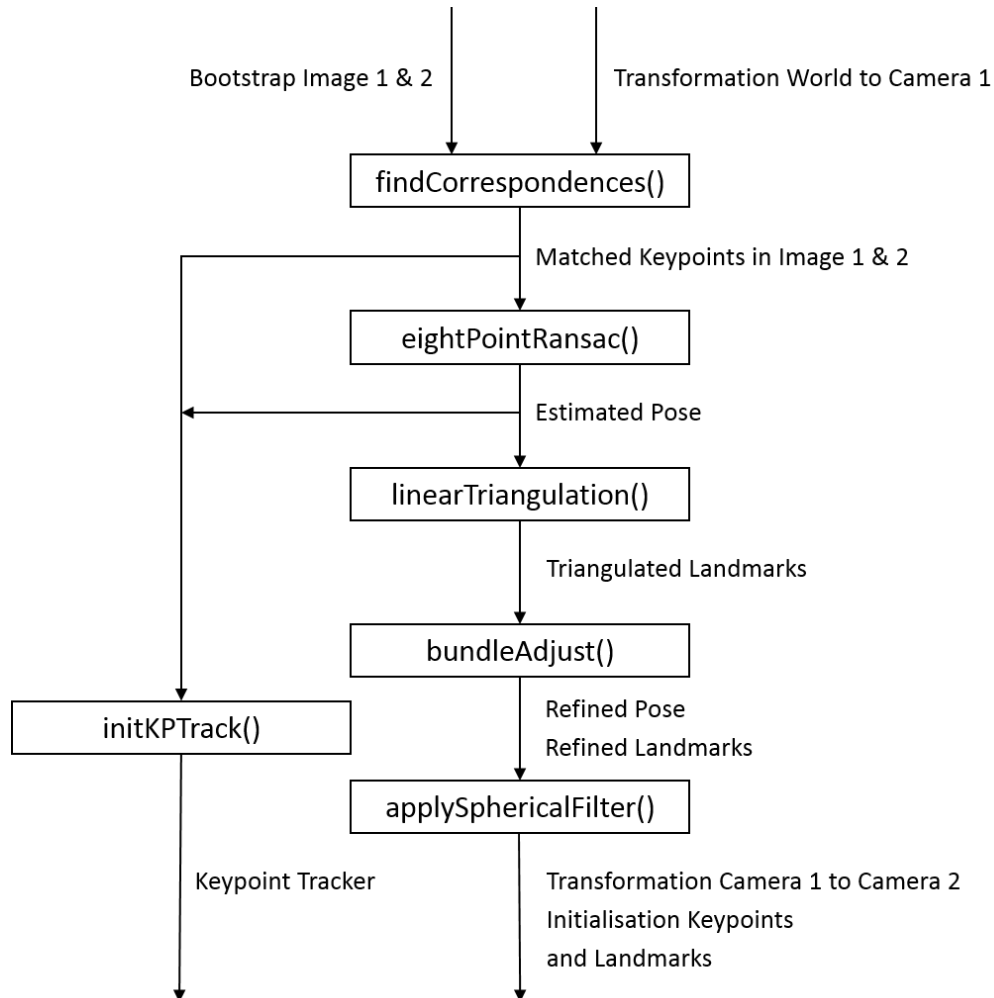 Bootstrap Image 1 & 2
Transformation World to Camera 1
findCorrespondences()
Matched Keypoints in Image 1 & 2
eightPointRansac()
Estimated Pose
linearTriangulation()
Triangulated Landmarks
bundleAdjust()
Refined Pose
Refined Landmarks
initKPTrack()
applySphericalFilter()
Keypoint Tracker
Transformation Camera 1 to Camera 2
Initialisation Keypoints
and Landmarks